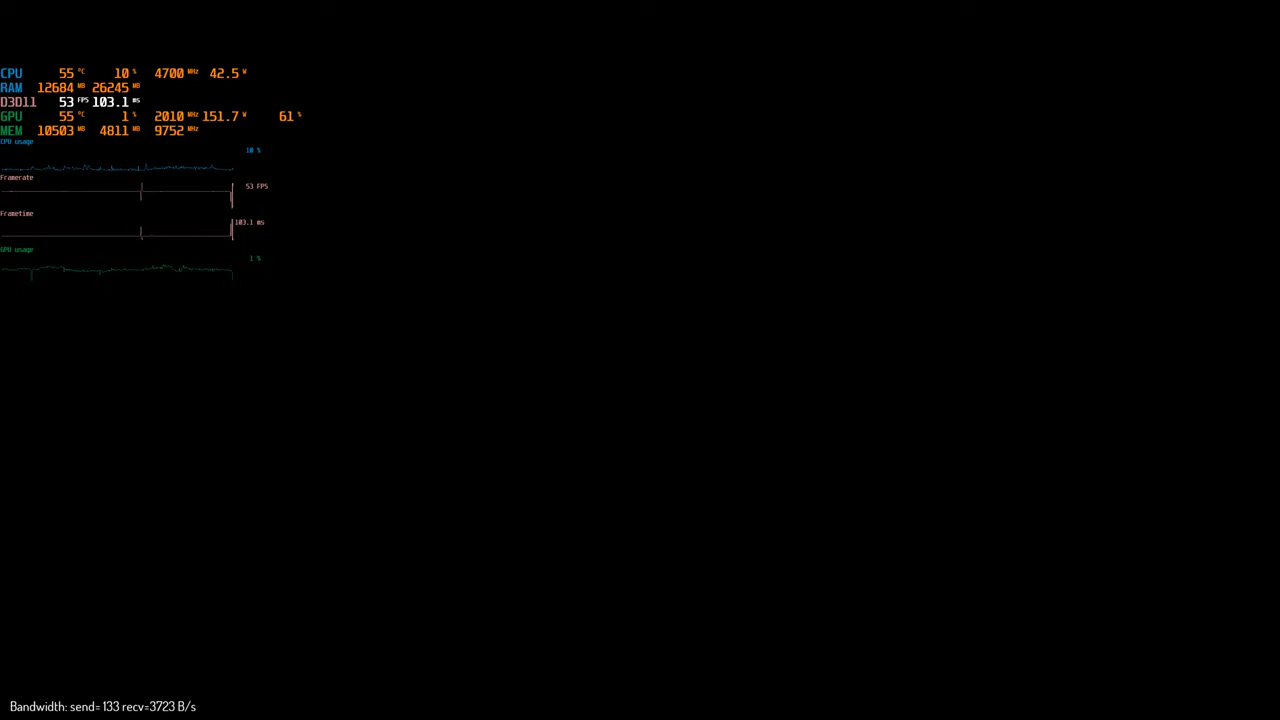 CPU 55 °C 10 % 4700 MHz 42.5 W
RAM 12684 MB 26245 MB
D3D11 53 FPS 103.1 ms
GPU 55 °C 1 % 2010 MHz 151.7 W 61 %
MEM 10503 MB 4811 MB 9752 MHz
CPU usage
10 %
Framerate
53 FPS
Frametime
103.1 ms
GPU usage
1 %
Bandwidth: send= 133 recv=3723 B/s